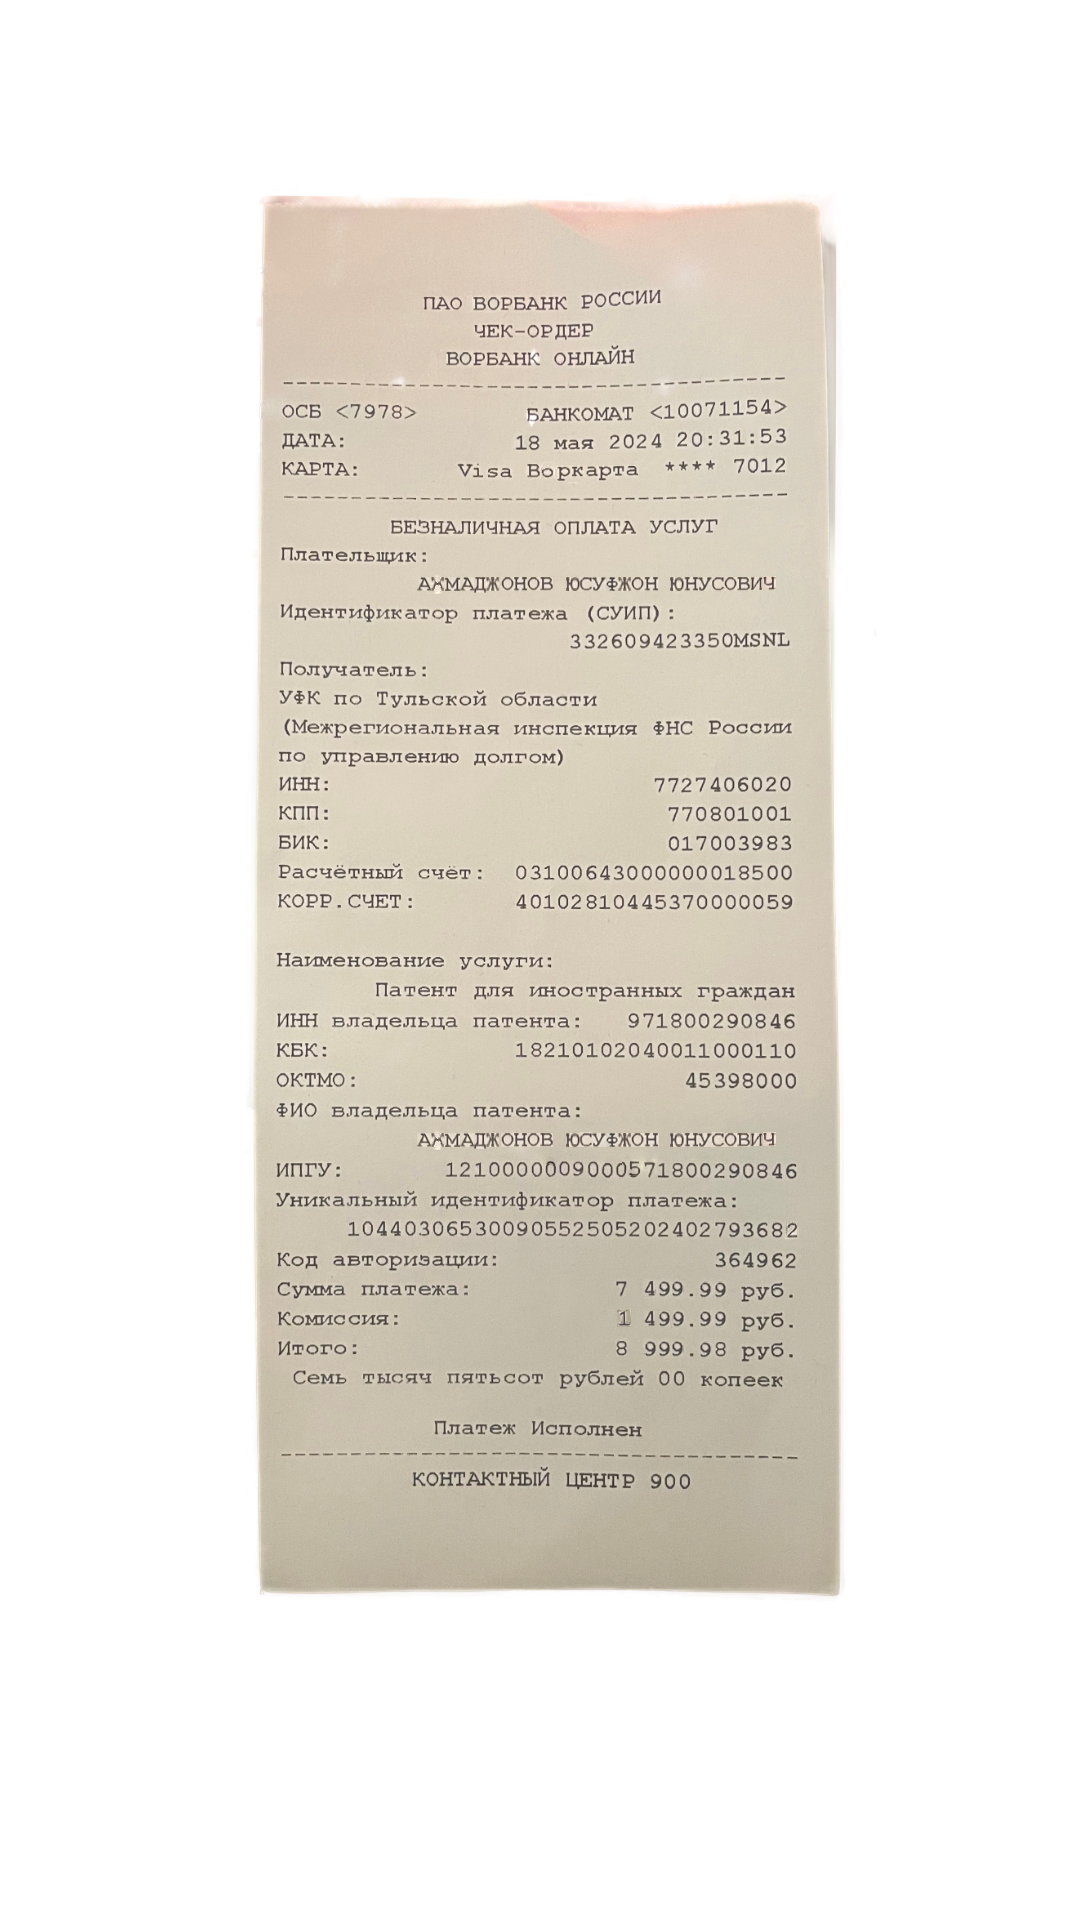 ПАО ВОРБАНК РОССИИ
ЧЕК-ОРДЕР
ВОРБАНК ОНЛАЙН
ОСБ <7978> БАНКОМАТ <10071154>
ДАТА: 18 мая 2024 20:31:53
КАРТА: Visa Воркарта **** 7012
БЕЗНАЛИЧНАЯ ОПЛАТА УСЛУГ
Плательщик:
АХМАДЖОНОВ ЮСУФЖОН ЮНУСОВИЧ
Идентификатор платежа (СУИП):
332609423350MSNL
Получатель:
УФК по Тульской области
(Межрегиональная инспекция ФНС России
по управлению долгом)
ИНН: 7727406020
КПП: 770801001
БИК: 017003983
Расчётный счёт: 03100643000000018500
КОРР.СЧЕТ: 40102810445370000059
Наименование услуги:
Патент для иностранных граждан
ИНН владельца патента: 971800290846
КБК: 18210102040011000110
ОКТМО: 45398000
ФИО владельца патента:
АХМАДЖОНОВ ЮСУФЖОН ЮНУСОВИЧ
ИПГУ: 1210000009000571800290846
Уникальный идентификатор платежа:
10440306530090552505202402793682
Код авторизации: 364962
Сумма платежа: 7 499.99 руб.
Комиссия: 1 499.99 руб.
Итого: 8 999.98 руб.
Семь тысяч пятьсот рублей 00 копеек
Платеж Исполнен
КОНТАКТНЫЙ ЦЕНТР 900